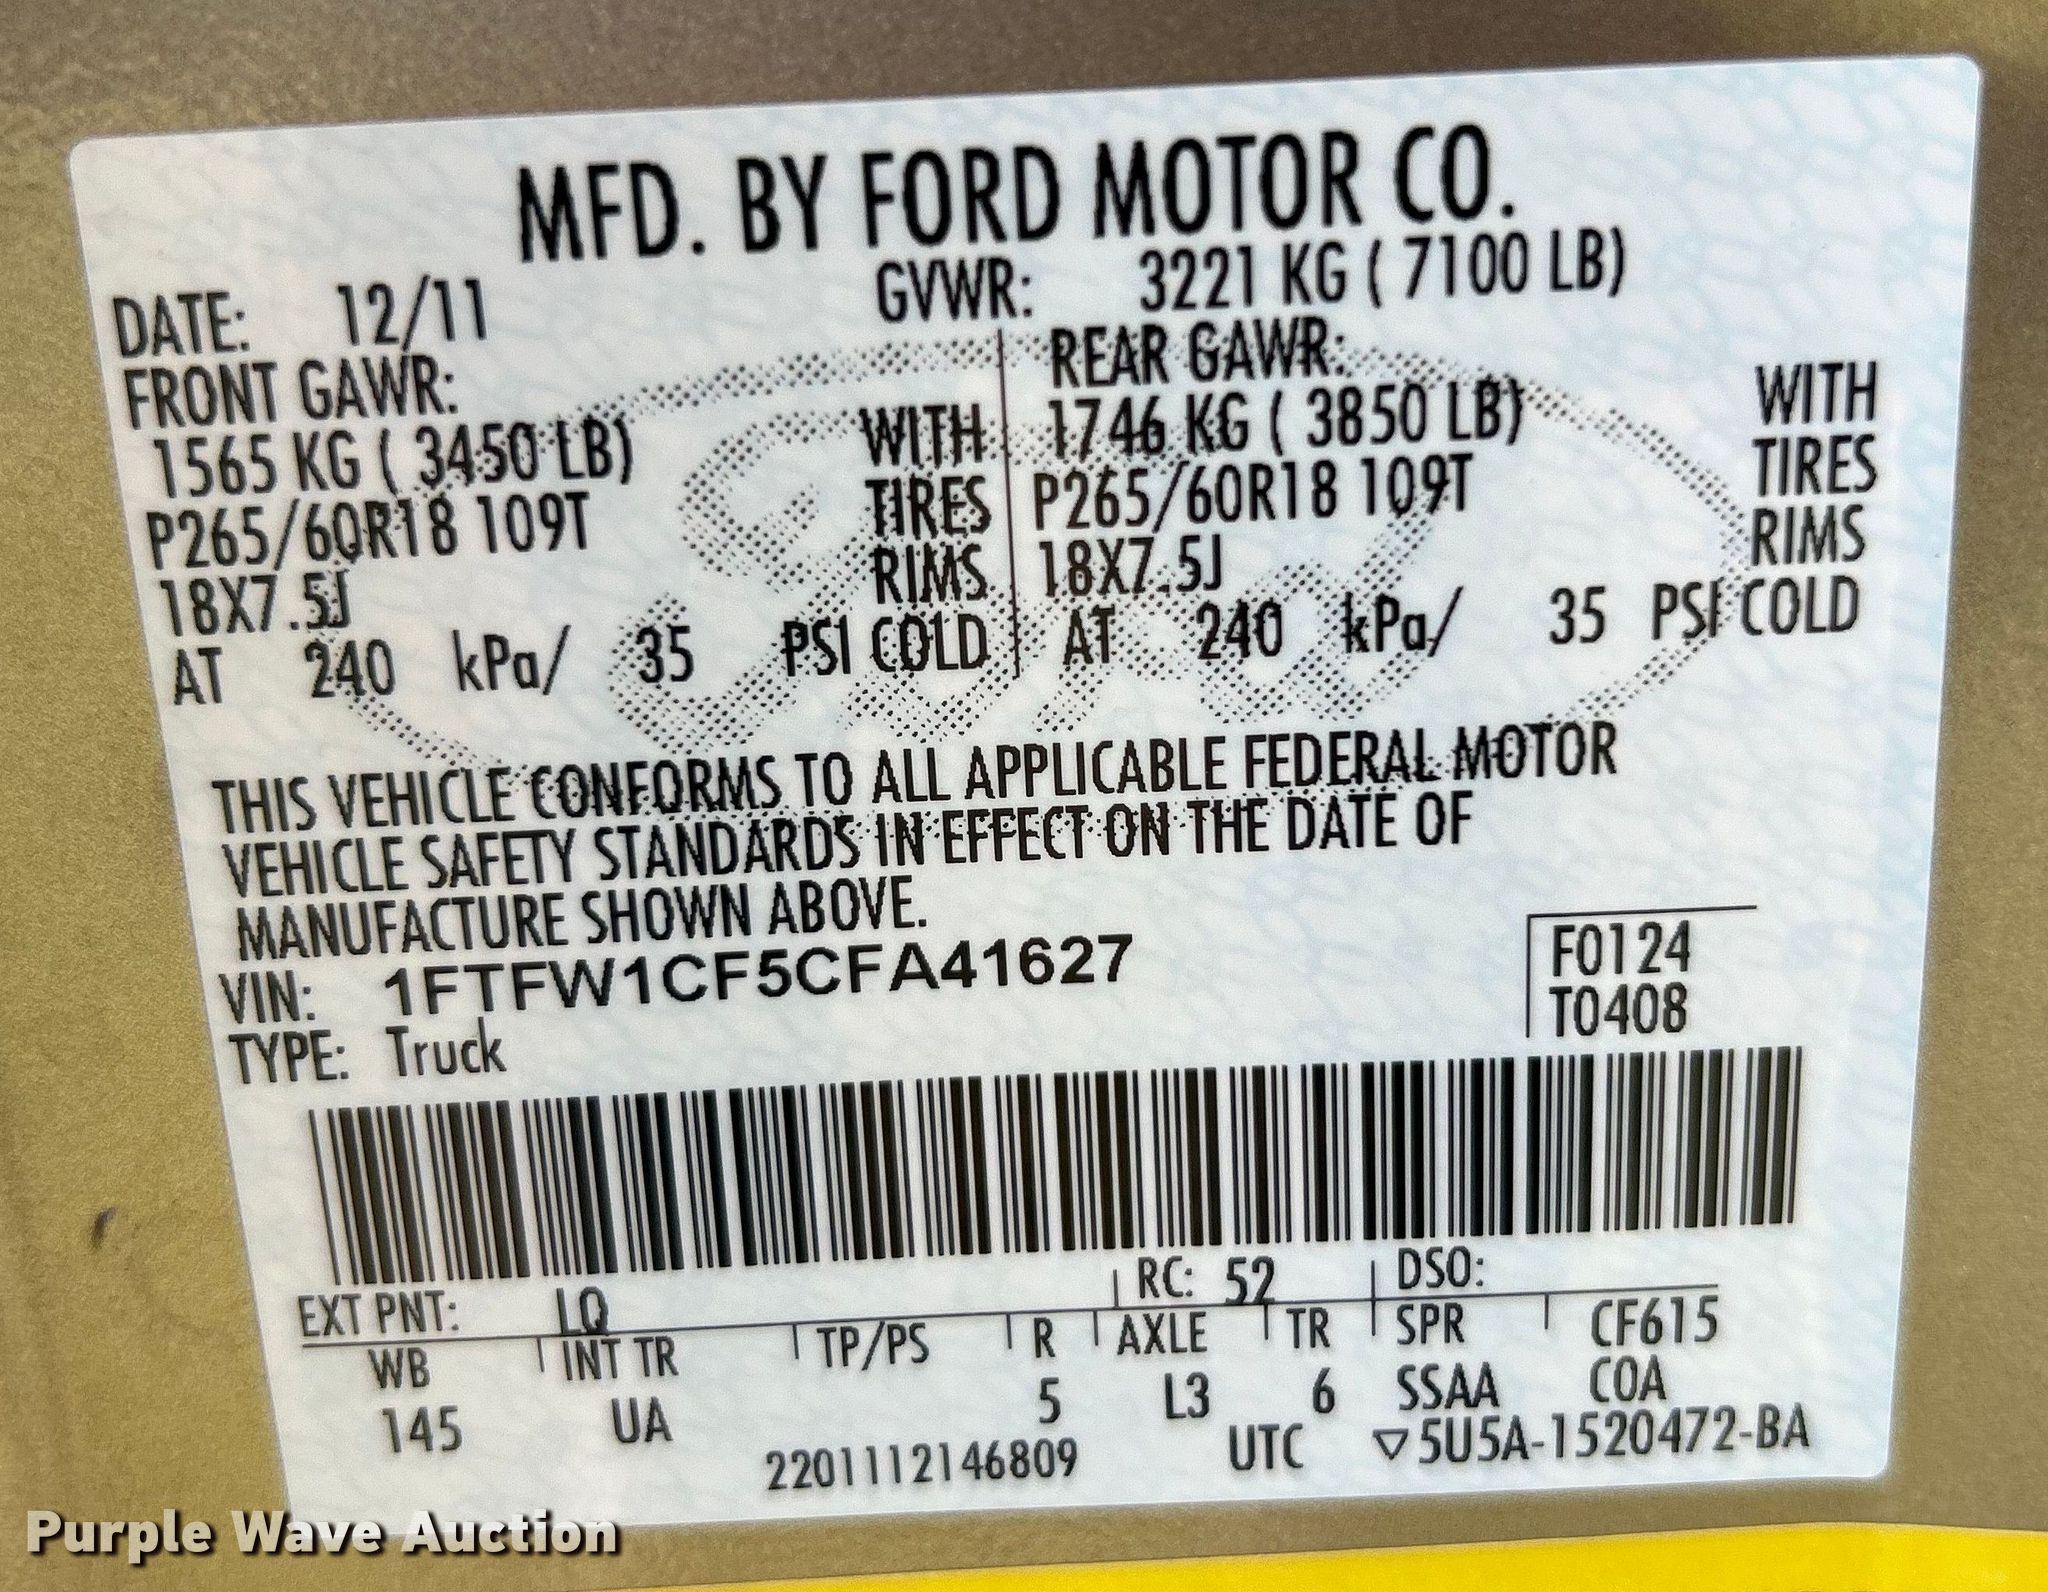 MFD. BY FORD MOTOR CO.
DATE: 12/11 GVWR: 3221 KG ( 7100 LB)
FRONT GAWR: REAR GAWR:
1565 KG ( 3450 LB) WITH 1746 KG ( 3850 LB) WITH
P265/60R18 109T TIRES P265/60R18 109T TIRES
18X7.5J RIMS 18X7.5J RIMS
AT 240 kPa/ 35 PSI COLD AT 240 kPa/ 35 PSI COLD
THIS VEHICLE CONFORMS TO ALL APPLICABLE FEDERAL MOTOR
VEHICLE SAFETY STANDARDS IN EFFECT ON THE DATE OF
MANUFACTURE SHOWN ABOVE.
VIN: 1FTFW1CF5CFA41627 F0124
TYPE: Truck T0408
EXT PNT: LQ RC: 52 DSO:
WB INT TR TP/PS R AXLE TR SPR CF615
145 UA 5 L3 6 SSAA COA
2201112146809 UTC ▽5U5A-1520472-BA
Ford
Purple Wave Auction